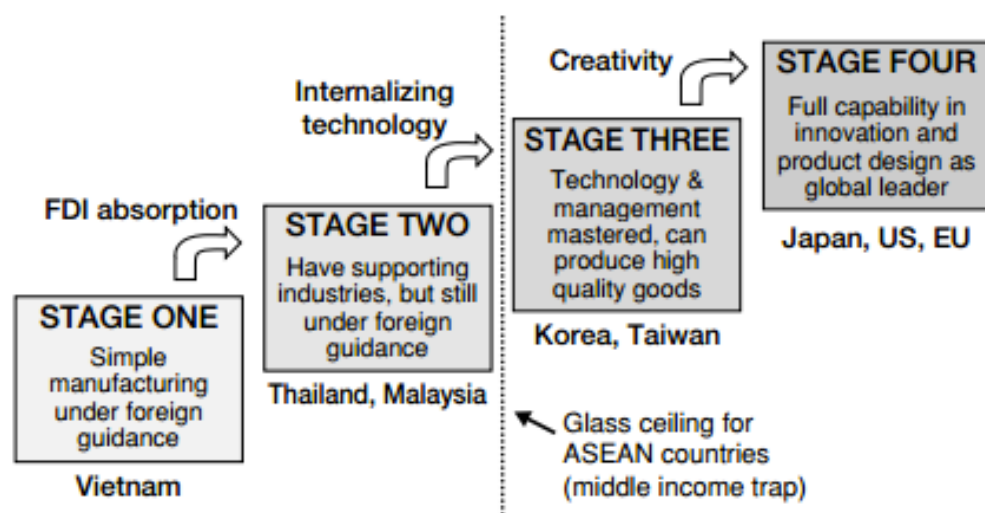 STAGE ONE
Simple
manufacturing
under foreign
guidance
Vietnam
FDI absorption
STAGE TWO
Have supporting
industries, but still
under foreign
guidance
Thailand, Malaysia
Internalizing
technology
STAGE THREE
Technology &
management
mastered, can
produce high
quality goods
Korea, Taiwan
Creativity
STAGE FOUR
Full capability in
innovation and
product design as
global leader
Japan, US, EU
Glass ceiling for
ASEAN countries
(middle income trap)